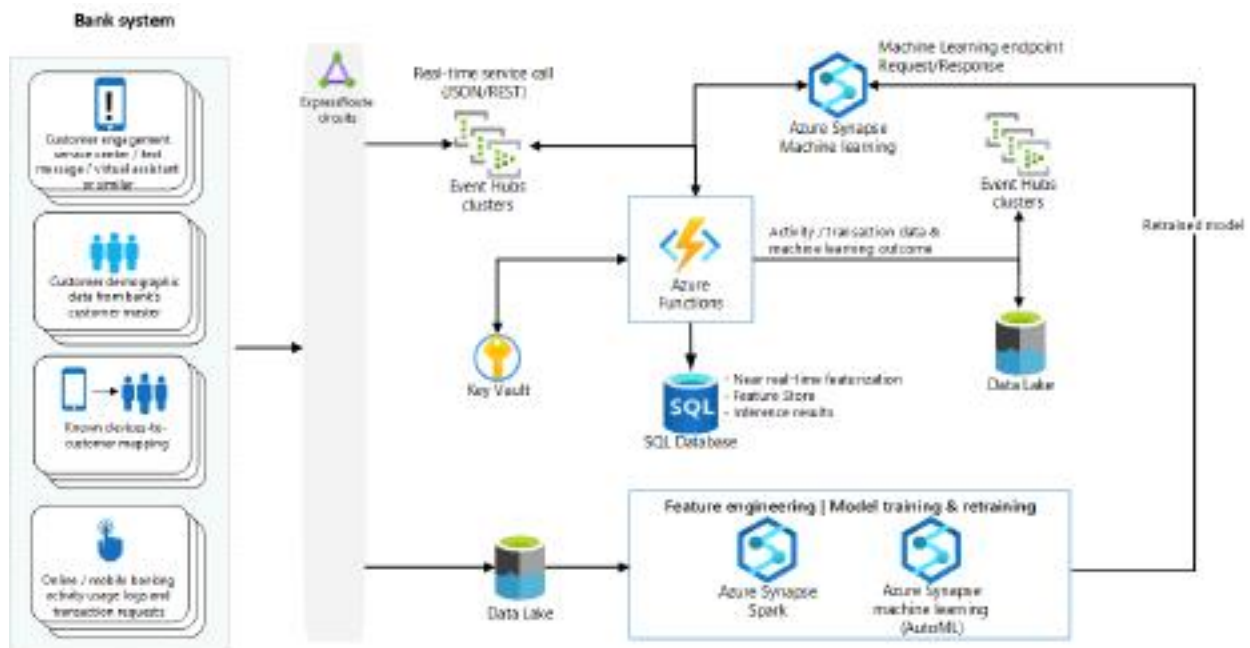 Bank system
Customer engagement
service center / text
message / virtual assistant
or similar
Customer demographic
data from bank's
customer master
Known devices-to-
customer mapping
Online / mobile banking
activity usage logs and
transaction requests
ExpressRoute
circuits
Real-time service call
(JSON/REST)
Event Hubs
clusters
Azure Synapse
Machine learning
Machine Learning endpoint
Request/Response
Event Hubs
clusters
Retrained model
Azure
Functions
Activity / Transaction data &
machine learning outcome
Key Vault
SQL
SQL Database
- Near real-time featurization
- Feature Store
- Inference results
Data Lake
Data Lake
Feature engineering | Model training & retraining
Azure Synapse
Spark
Azure Synapse
machine learning
(AutoML)